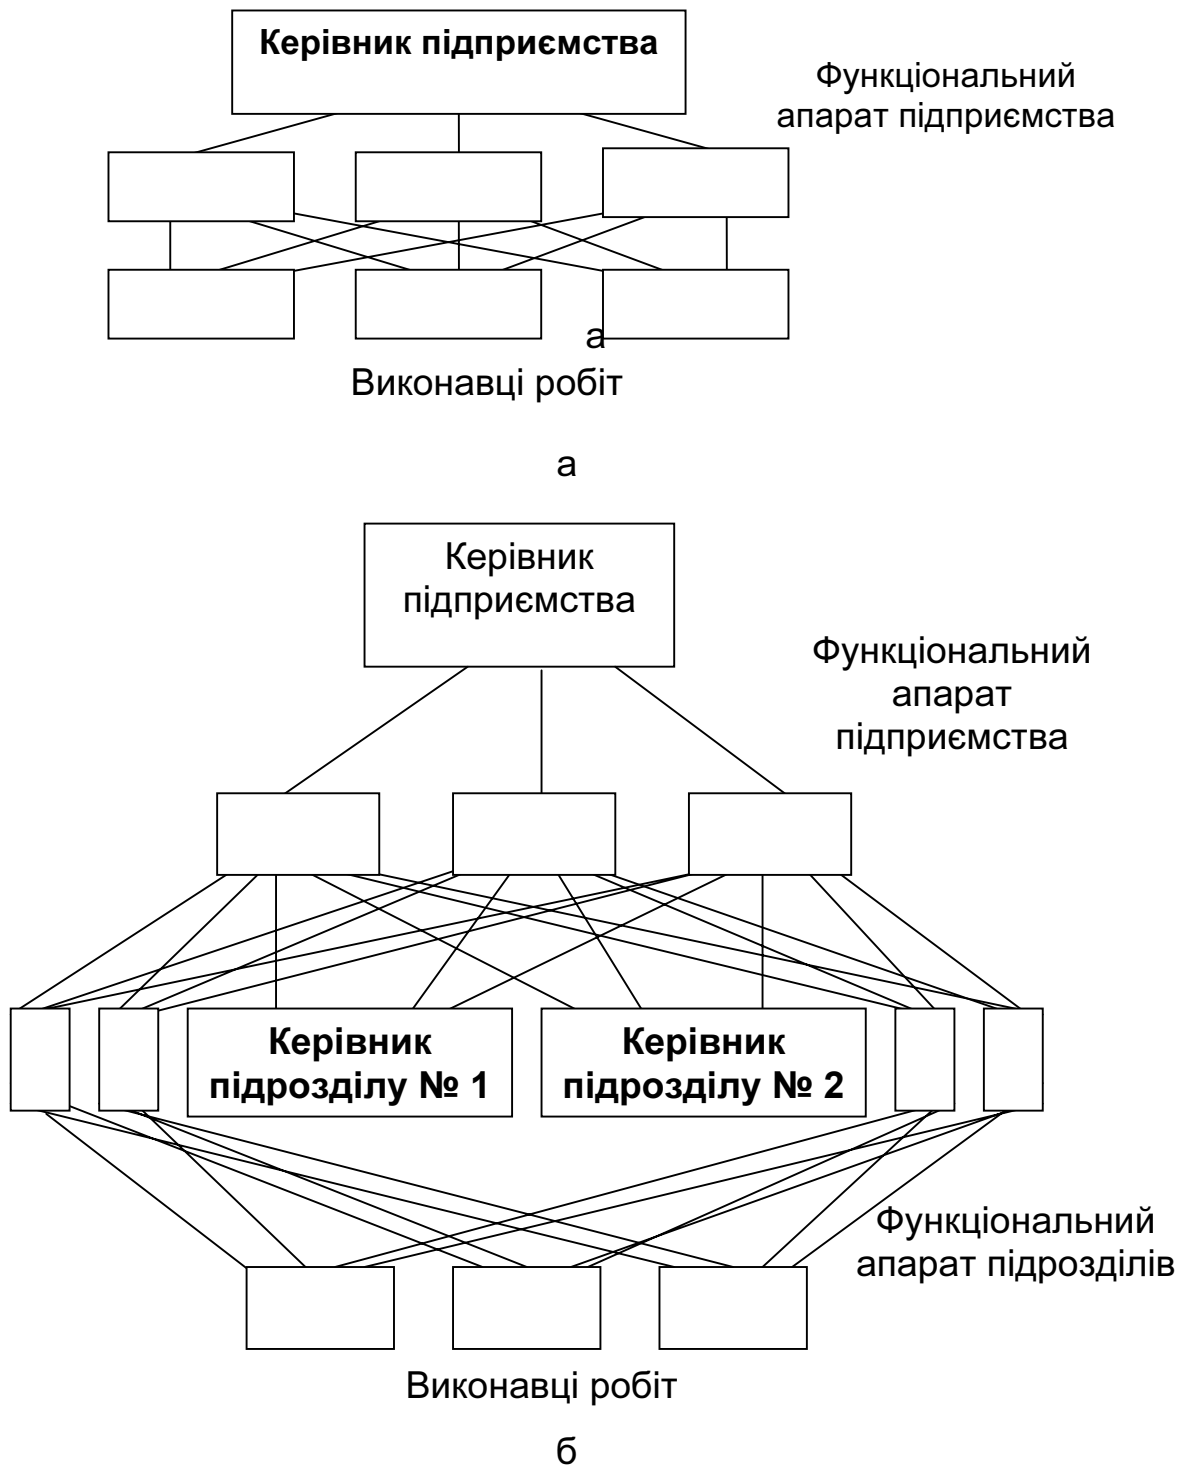 Керівник підприємства
Функціональний
апарат підприємства
а
Виконавці робіт
а
Керівник
підприємства
Функціональний
апарат
підприємства
Керівник
підрозділу № 1
Керівник
підрозділу № 2
Функціональний
апарат підрозділів
Виконавці робіт
б